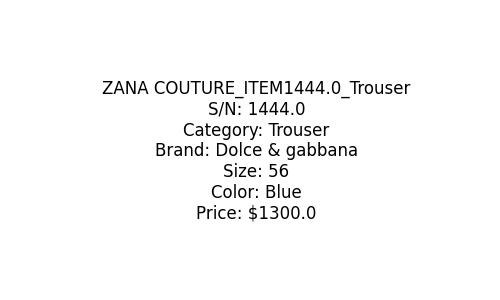 ZANA COUTURE_ITEM1444.0_Trouser
S/N: 1444.0
Category: Trouser
Brand: Dolce & gabbana
Size: 56
Color: Blue
Price: $1300.0